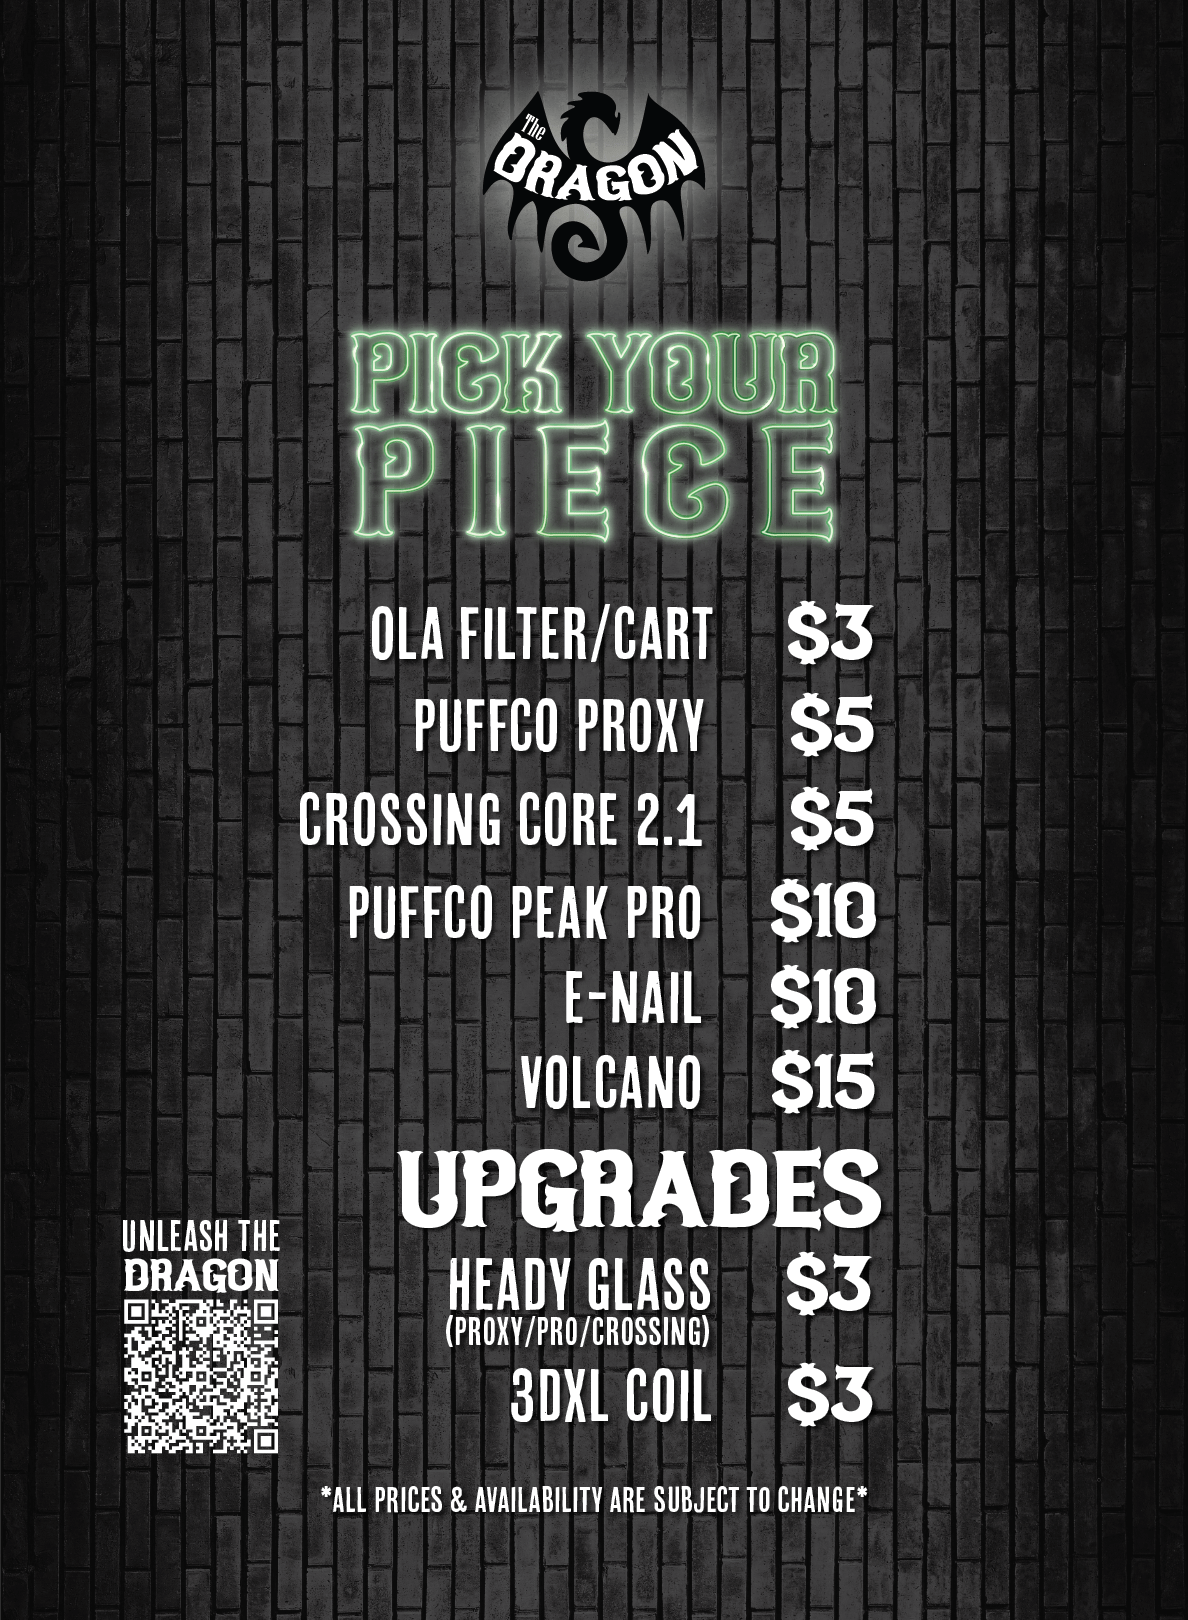 The
DRAGON
PICK YOUR
PIECE
OLA FILTER/CART $3
PUFFCO PROXY $5
CROSSING CORE 2.1 $5
PUFFCO PEAK PRO $10
E-NAIL $10
VOLCANO $15
UPGRADES
HEADY GLASS $3
(PROXY/PRO/CROSSING)
3DXL COIL $3
UNLEASH THE
DRAGON
*ALL PRICES & AVAILABILITY ARE SUBJECT TO CHANGE*